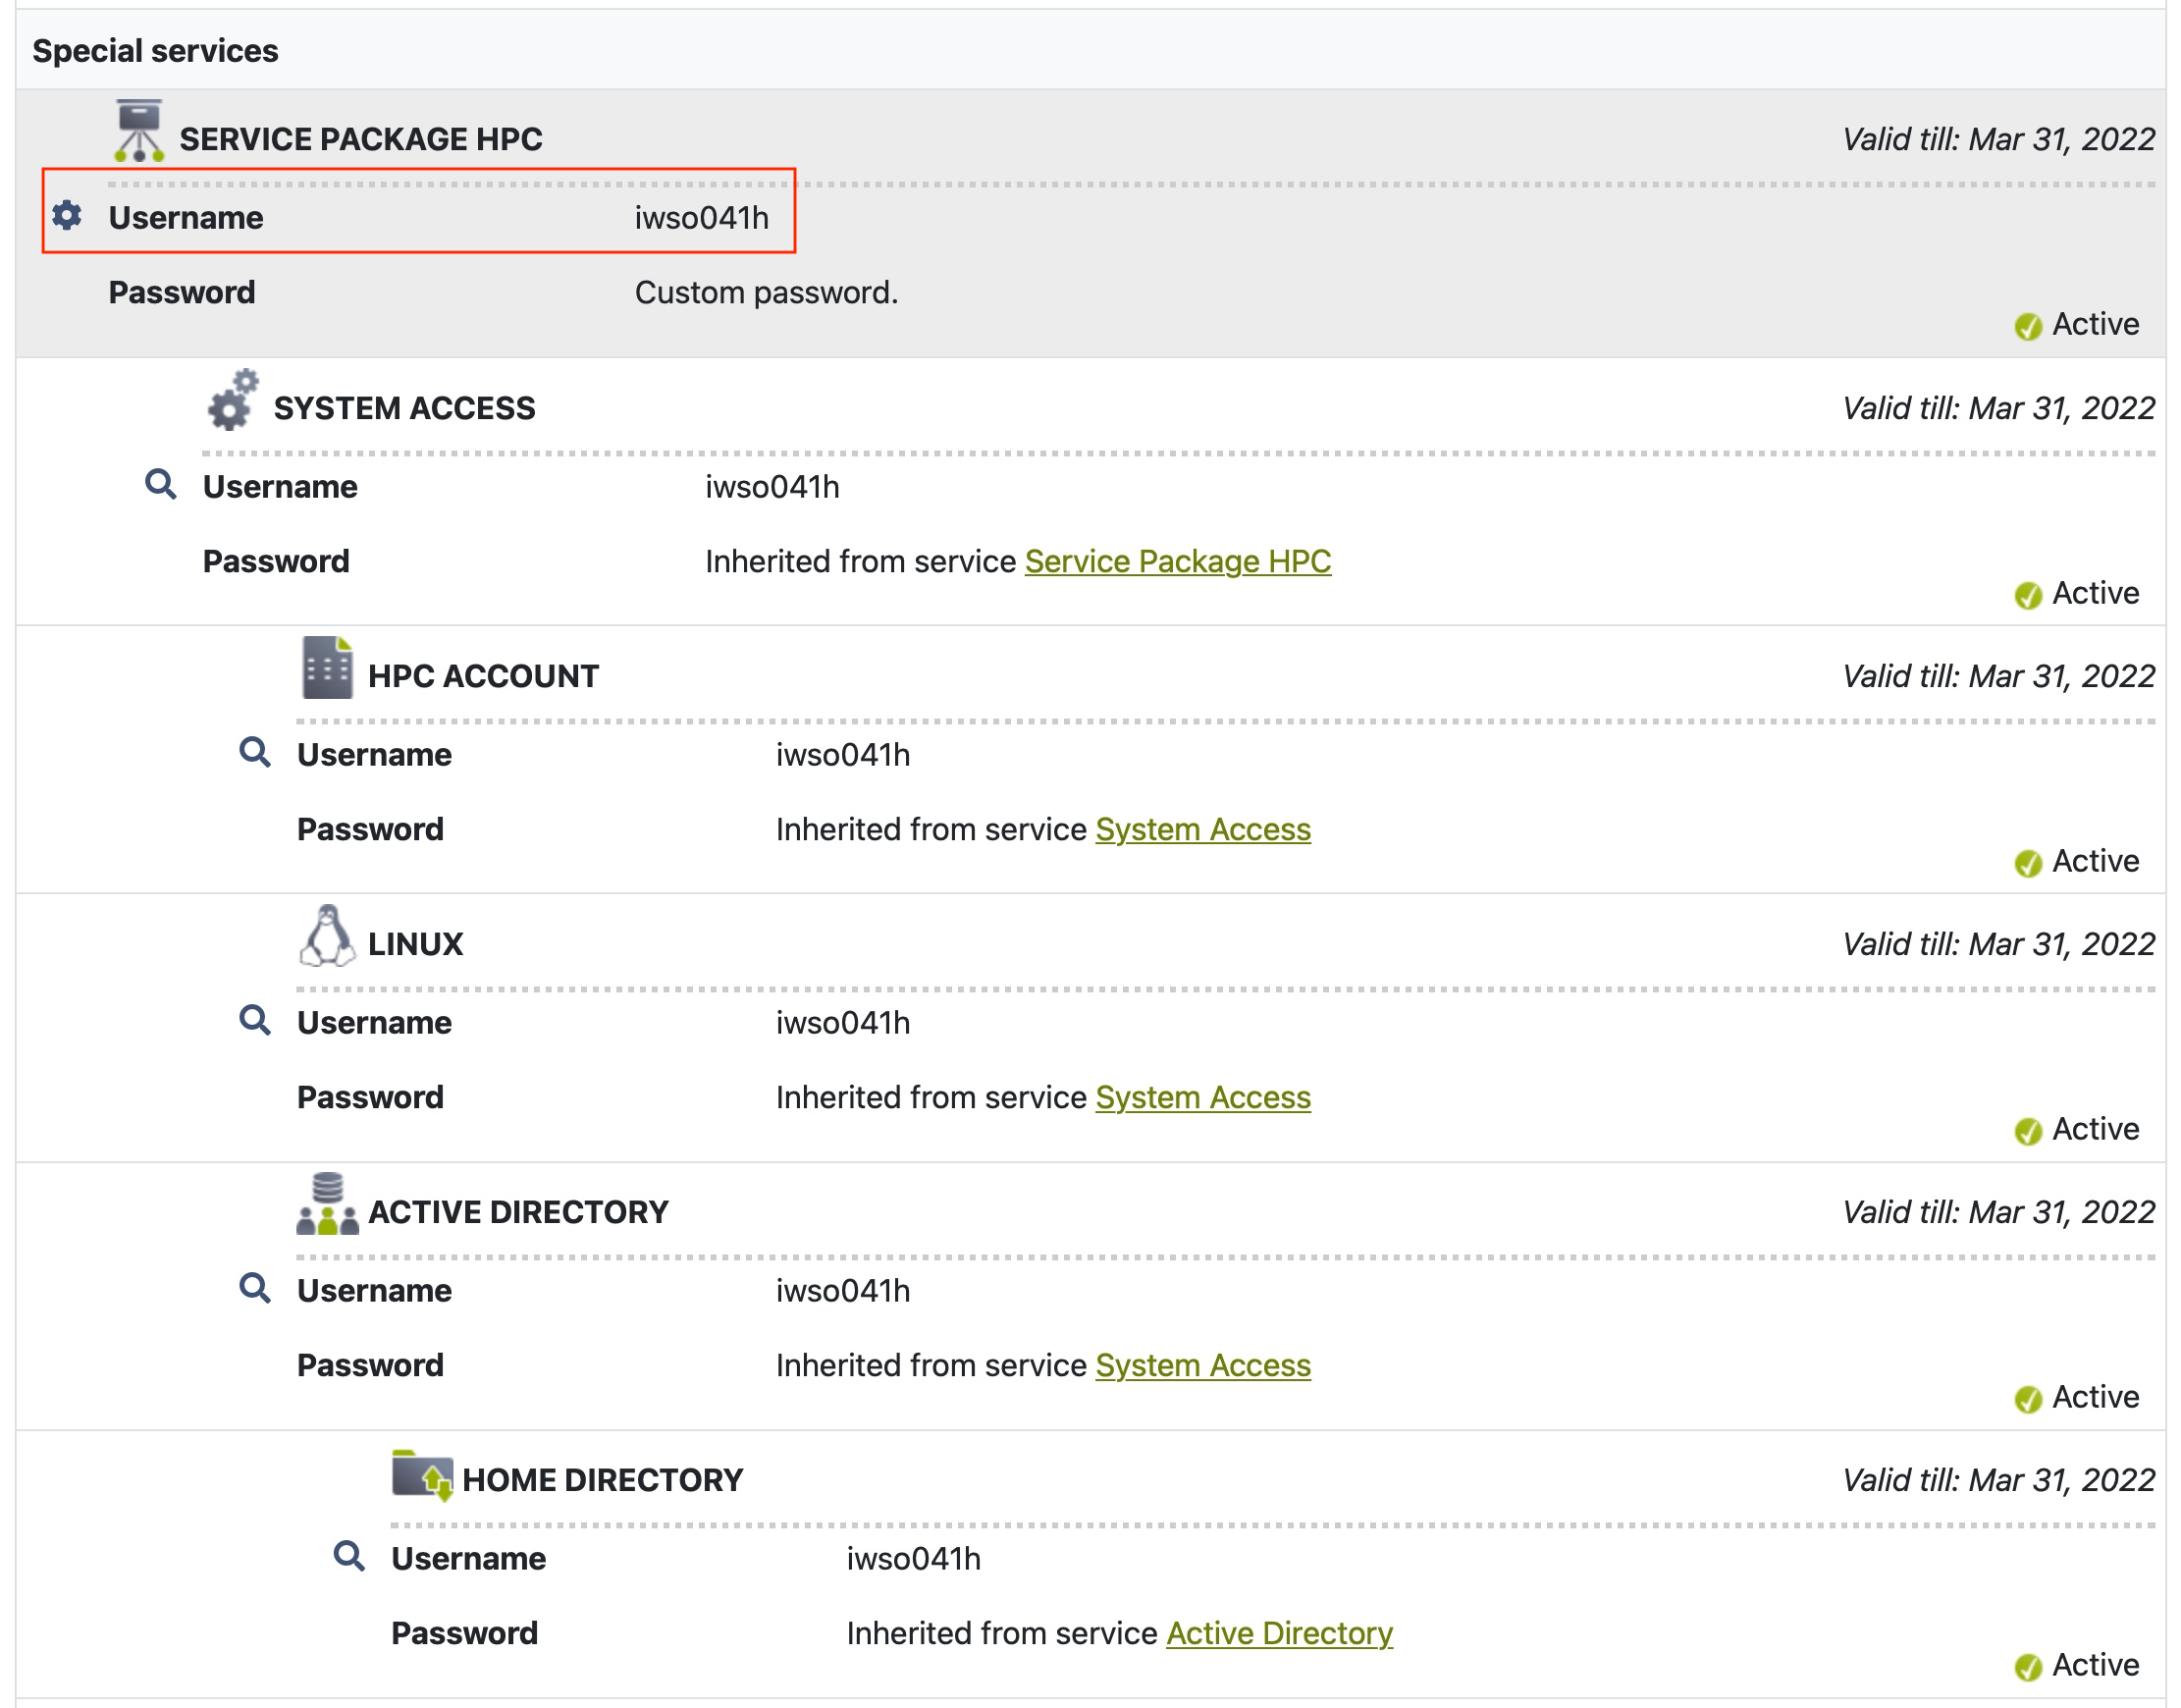 Special services
SERVICE PACKAGE HPC Valid till: Mar 31, 2022
Username iwso041h
Password Custom password.
Active
SYSTEM ACCESS Valid till: Mar 31, 2022
Username iwso041h
Password Inherited from service Service Package HPC
Active
HPC ACCOUNT Valid till: Mar 31, 2022
Username iwso041h
Password Inherited from service System Access
Active
LINUX Valid till: Mar 31, 2022
Username iwso041h
Password Inherited from service System Access
Active
ACTIVE DIRECTORY Valid till: Mar 31, 2022
Username iwso041h
Password Inherited from service System Access
Active
HOME DIRECTORY Valid till: Mar 31, 2022
Username iwso041h
Password Inherited from service Active Directory
Active